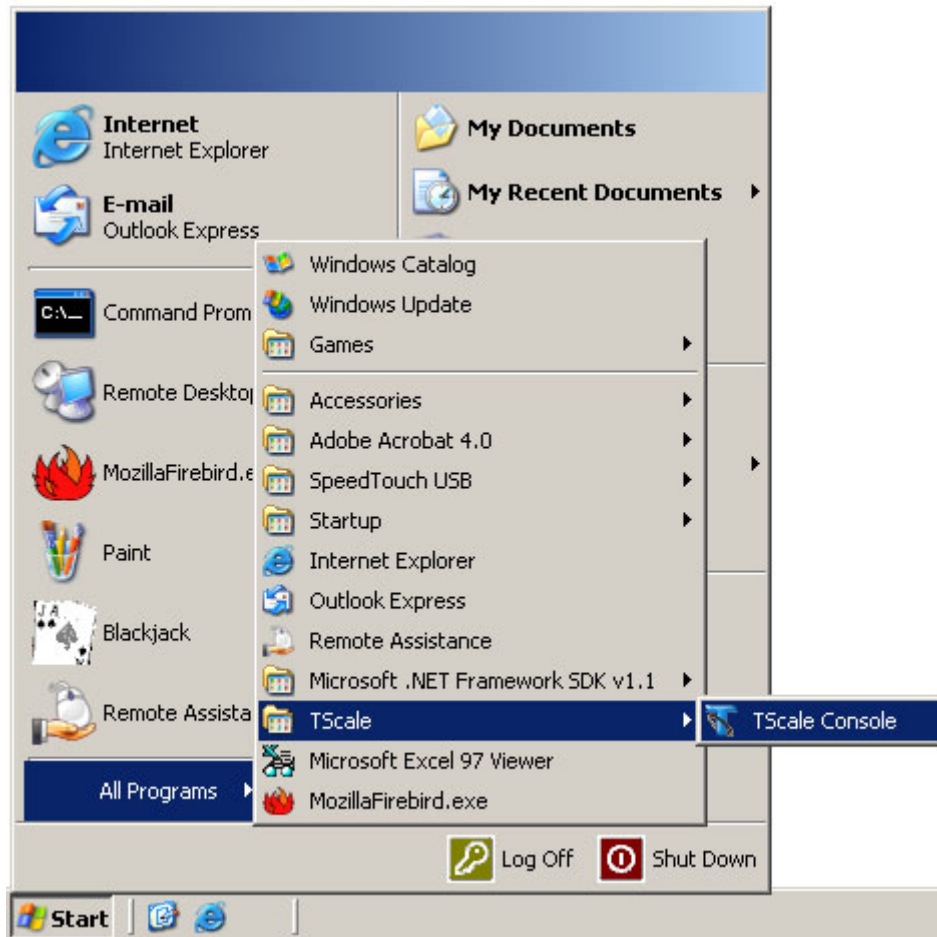 Internet
Internet Explorer
E-mail
Outlook Express
My Documents
My Recent Documents
C:\_
Command Prom
Remote Deskto
MozillaFirebird.e
Paint
J A
Blackjack
Remote Assista
All Programs
Windows Catalog
Windows Update
Games
Accessories
Adobe Acrobat 4.0
SpeedTouch USB
Startup
Internet Explorer
Outlook Express
Remote Assistance
Microsoft .NET Framework SDK v1.1
TScale
Microsoft Excel 97 Viewer
MozillaFirebird.exe
TScale Console
Log Off
Shut Down
Start